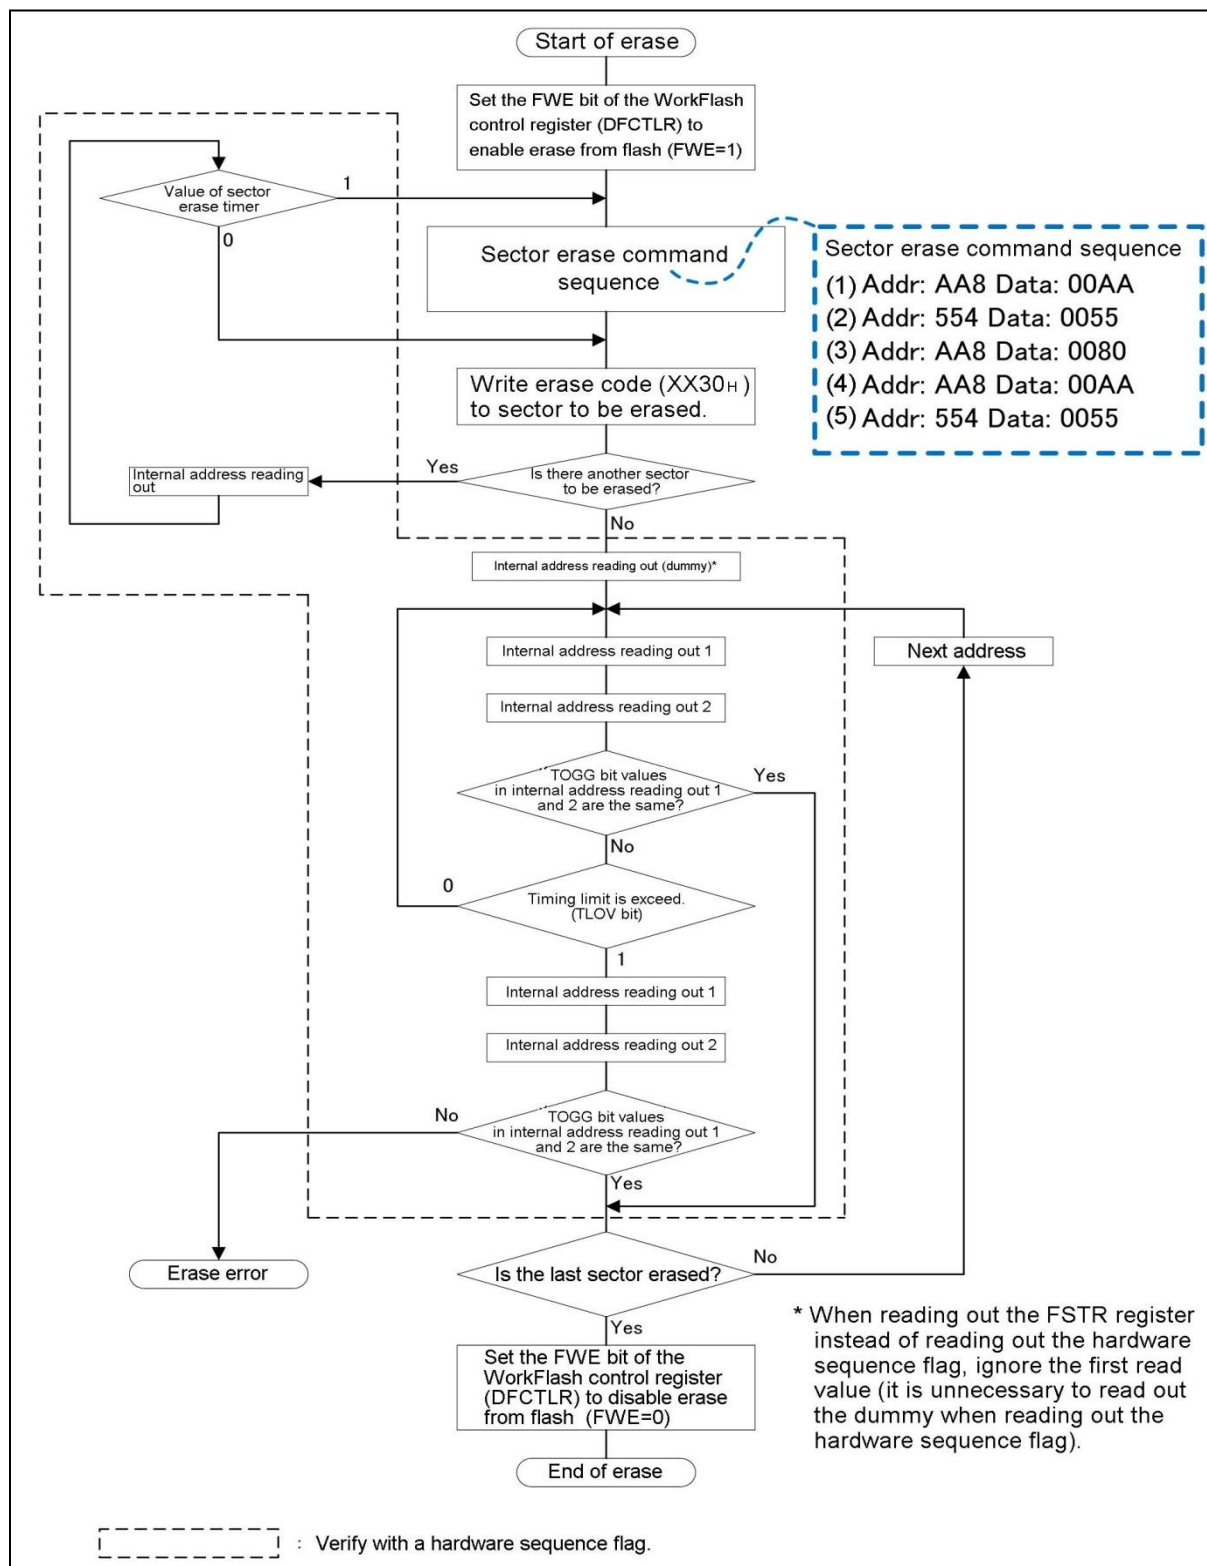 Start of erase
Set the FWE bit of the WorkFlash
control register (DFCTLR) to
enable erase from flash (FWE=1)
Value of sector
erase timer
1
0
Sector erase command
sequence
Sector erase command sequence
(1) Addr: AA8 Data: 00AA
(2) Addr: 554 Data: 0055
(3) Addr: AA8 Data: 0080
(4) Addr: AA8 Data: 00AA
(5) Addr: 554 Data: 0055
Write erase code (XX30H)
to sector to be erased.
Internal address reading
out
Yes
Is there another sector
to be erased?
No
Internal address reading out (dummy)*
Internal address reading out 1
Next address
Internal address reading out 2
TOGG bit values
in internal address reading out 1
and 2 are the same?
Yes
No
0
Timing limit is exceed.
(TLOV bit)
1
Internal address reading out 1
Internal address reading out 2
No
TOGG bit values
in internal address reading out 1
and 2 are the same?
Yes
Erase error
Is the last sector erased?
No
Yes
Set the FWE bit of the
WorkFlash control register
(DFCTLR) to disable erase
from flash (FWE=0)
End of erase
* When reading out the FSTR register
instead of reading out the hardware
sequence flag, ignore the first read
value (it is unnecessary to read out
the dummy when reading out the
hardware sequence flag).
: Verify with a hardware sequence flag.